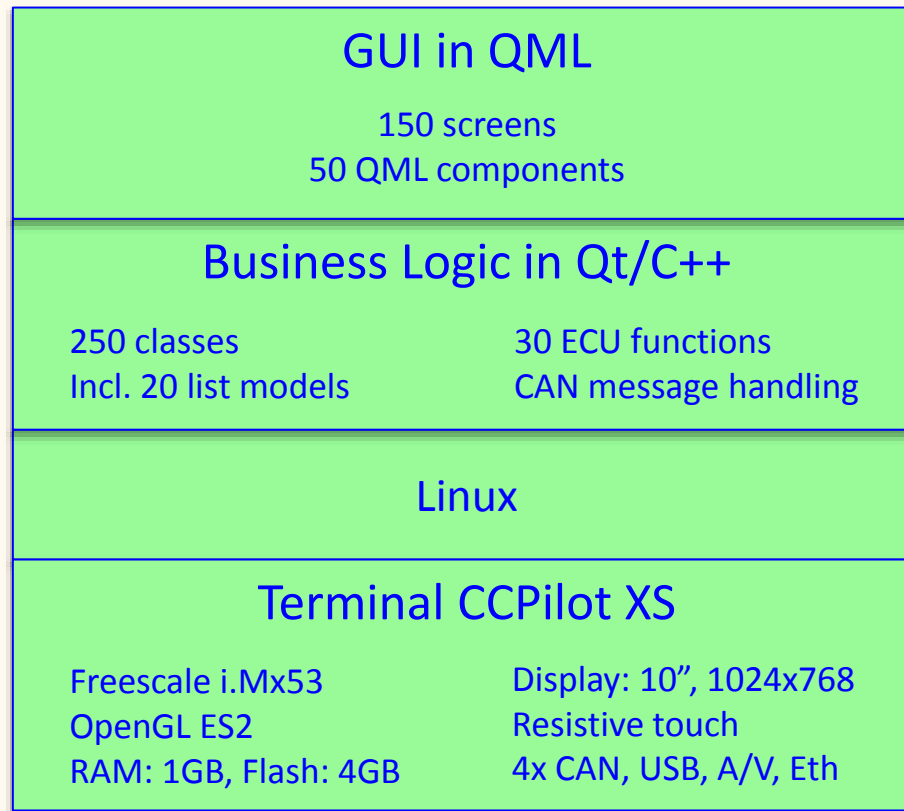 GUI in QML
150 screens
50 QML components
Business Logic in Qt/C++
250 classes
Incl. 20 list models
30 ECU functions
CAN message handling
Linux
Terminal CCPilot XS
Freescale i.Mx53
OpenGL ES2
RAM: 1GB, Flash: 4GB
Display: 10”, 1024x768
Resistive touch
4x CAN, USB, A/V, Eth